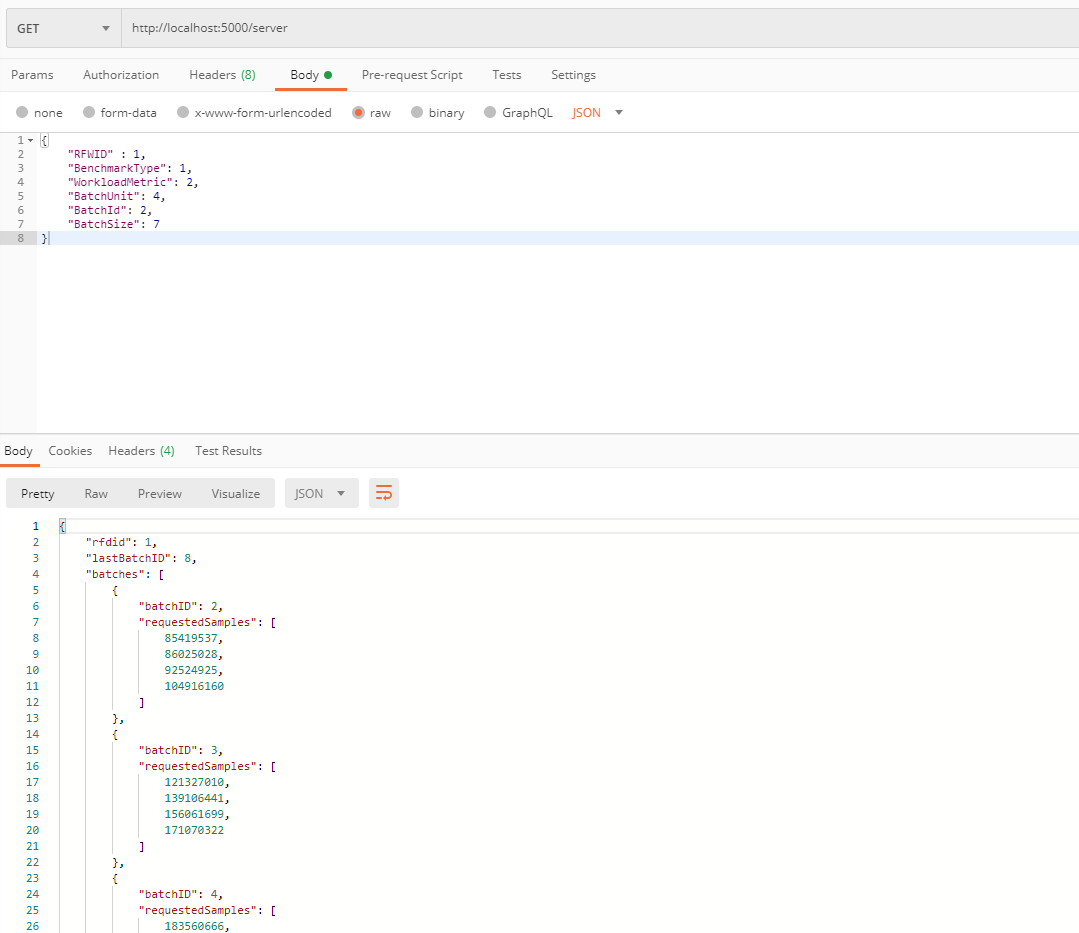 GET http://localhost:5000/server
Params Authorization Headers (8) Body Pre-request Script Tests Settings
none form-data x-www-form-urlencoded raw binary GraphQL JSON
1 {
2 "RFWID" : 1,
3 "BenchmarkType": 1,
4 "WorkloadMetric": 2,
5 "BatchUnit": 4,
6 "BatchId": 2,
7 "BatchSize": 7
8 }
Body Cookies Headers (4) Test Results
Pretty Raw Preview Visualize JSON
1 {
2 "rfdid": 1,
3 "lastBatchID": 8,
4 "batches": [
5 {
6 "batchID": 2,
7 "requestedSamples": [
8 85419537,
9 86025028,
10 92524925,
11 104916160
12 ]
13 },
14 {
15 "batchID": 3,
16 "requestedSamples": [
17 121327010,
18 139106441,
19 156061699,
20 171070322
21 ]
22 },
23 {
24 "batchID": 4,
25 "requestedSamples": [
26 183560666,